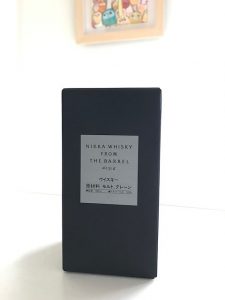 NIKKA WHISKY
FROM
THE BARREL
ウイスキー
原材料 モルト、グレーン